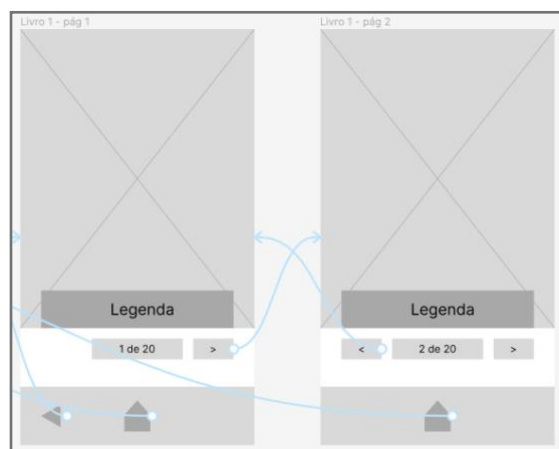 Livro 1 - pág 1
Livro 1 - pág 2
Legenda
Legenda
1 de 20 >
< 2 de 20 >